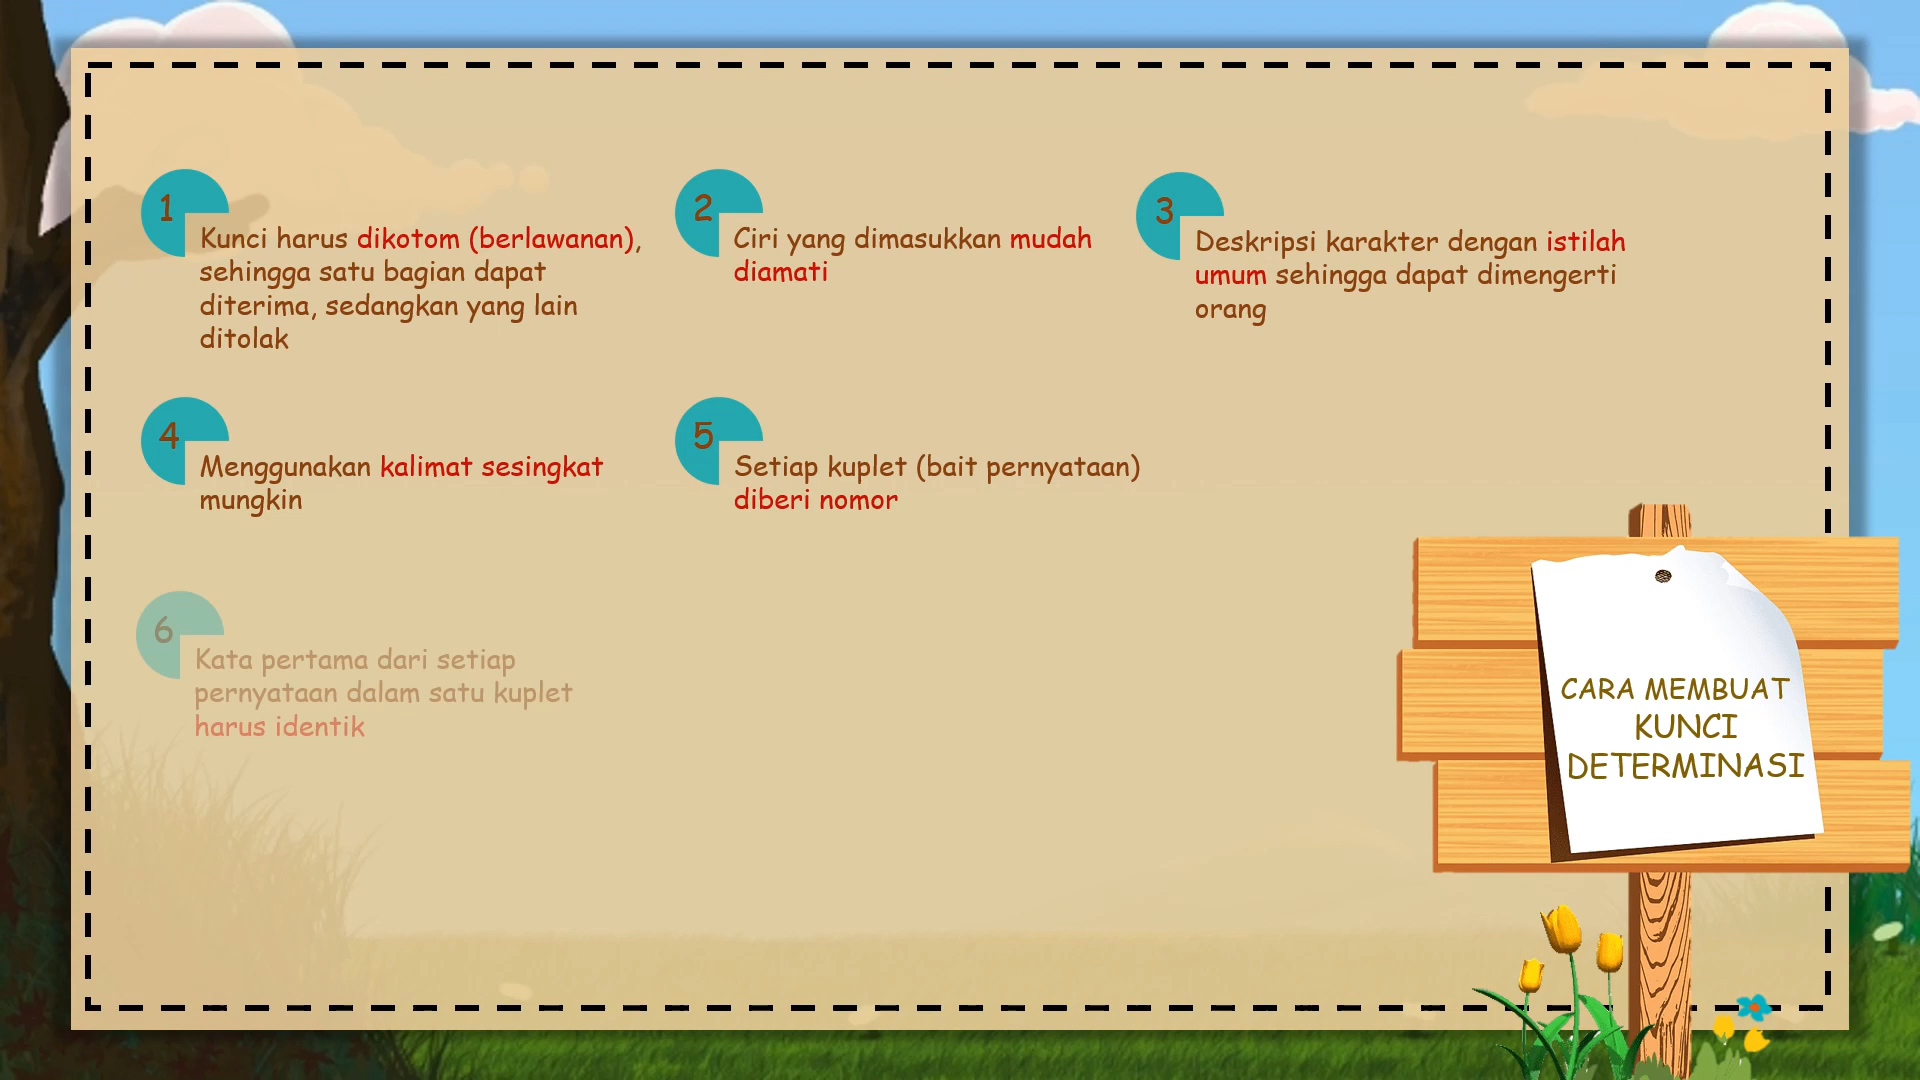 1
Kunci harus dikotom (berlawanan),
sehingga satu bagian dapat
diterima, sedangkan yang lain
ditolak
2
Ciri yang dimasukkan mudah
diamati
3
Deskripsi karakter dengan istilah
umum sehingga dapat dimengerti
orang
4
Menggunakan kalimat sesingkat
mungkin
5
Setiap kuplet (bait pernyataan)
diberi nomor
6
Kata pertama dari setiap
pernyataan dalam satu kuplet
harus identik
CARA MEMBUAT
KUNCI
DETERMINASI